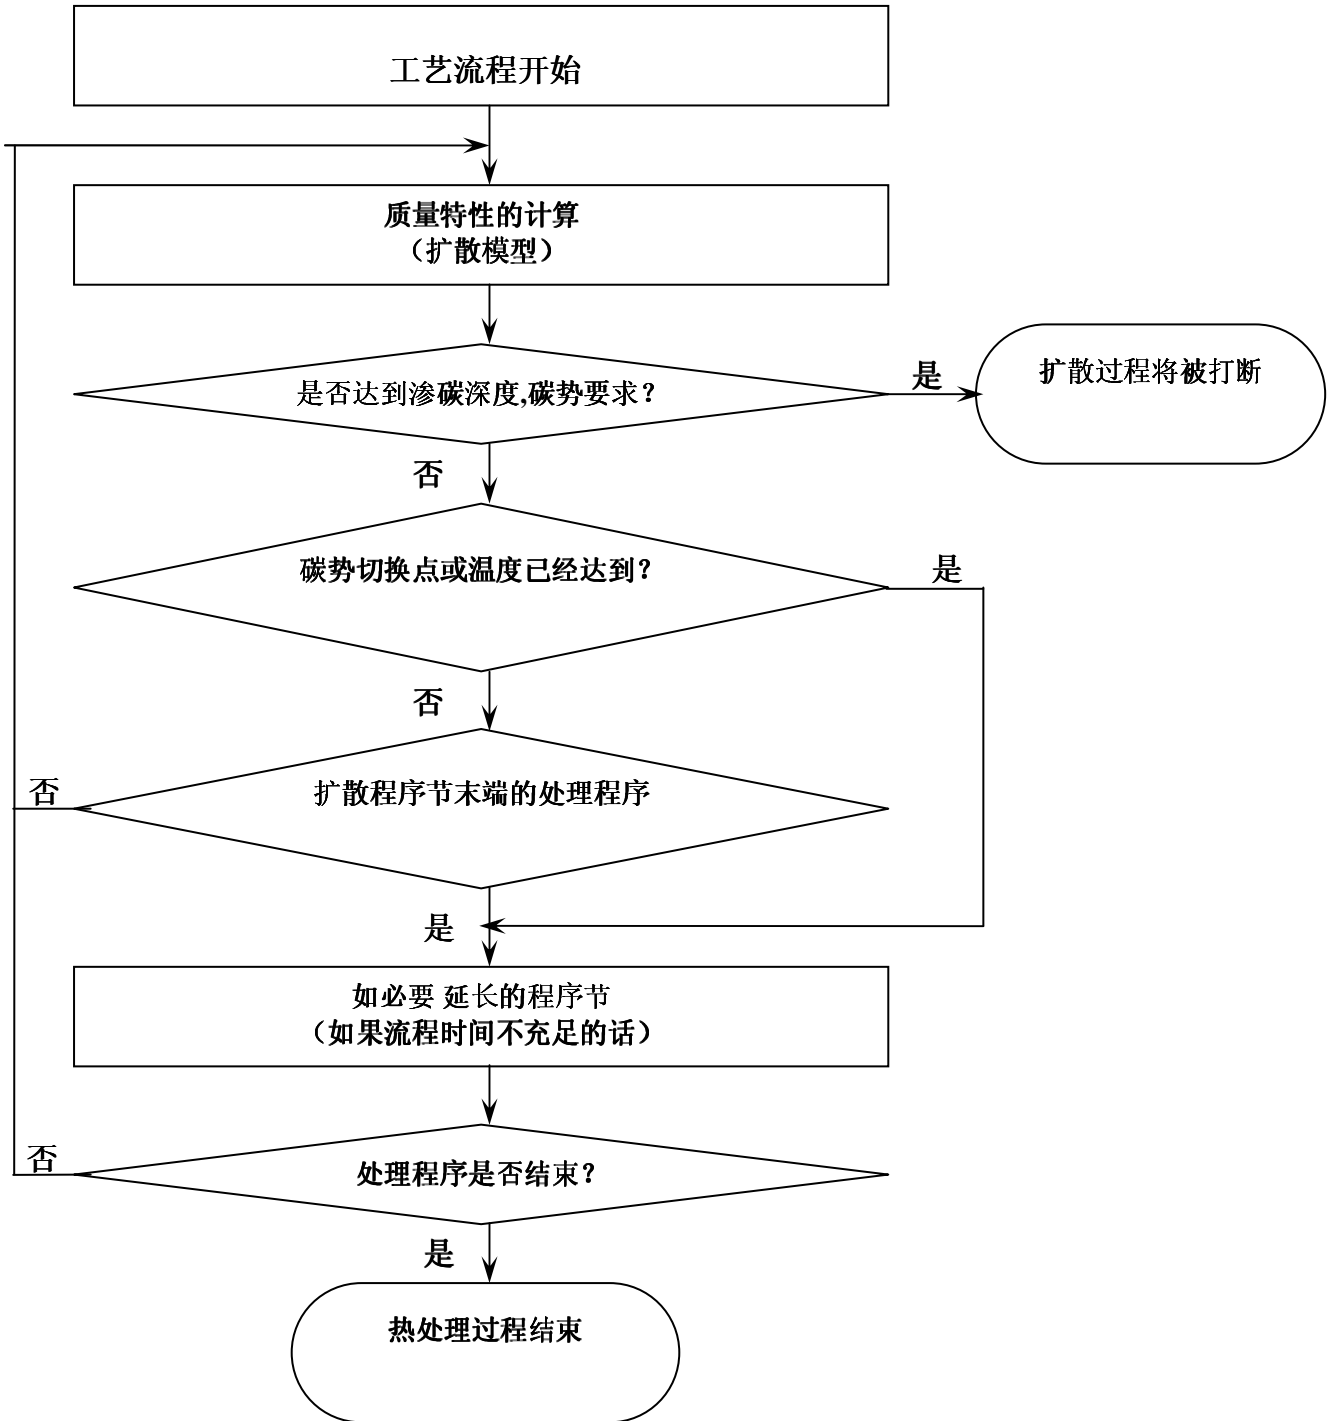 工艺流程开始
质量特性的计算
（扩散模型）
是否达到渗碳深度,碳势要求？
是
扩散过程将被打断
否
碳势切换点或温度已经达到？
是
否
扩散程序节末端的处理程序
否
是
如必要 延长的程序节
（如果流程时间不充足的话）
处理程序是否结束？
否
是
热处理过程结束